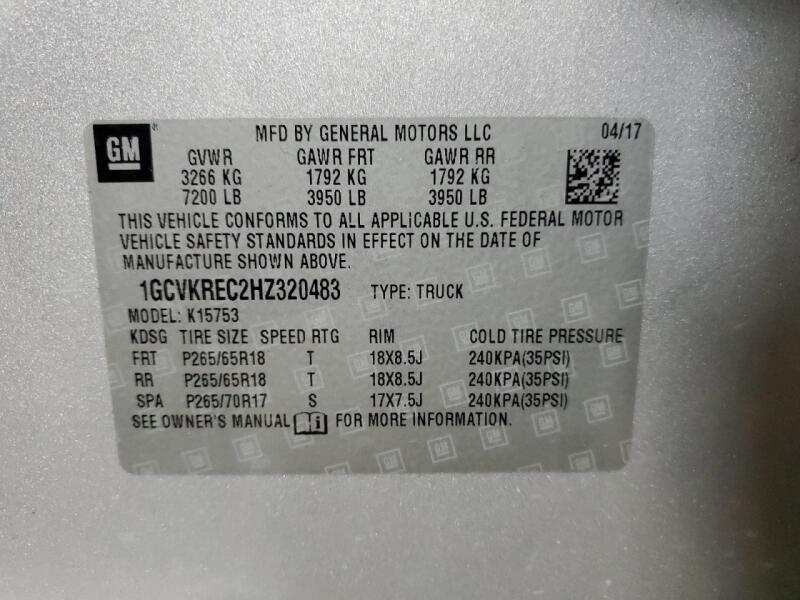 GM ® MFD BY GENERAL MOTORS LLC 04/17
GVWR GAWR FRT GAWR RR
3266 KG 1792 KG 1792 KG
7200 LB 3950 LB 3950 LB
THIS VEHICLE CONFORMS TO ALL APPLICABLE U.S. FEDERAL MOTOR
VEHICLE SAFETY STANDARDS IN EFFECT ON THE DATE OF
MANUFACTURE SHOWN ABOVE.
1GCVKREC2HZ320483 TYPE: TRUCK
MODEL: K15753
KDSG TIRE SIZE SPEED RTG RIM COLD TIRE PRESSURE
FRT P265/65R18 T 18X8.5J 240KPA(35PSI)
RR P265/65R18 T 18X8.5J 240KPA(35PSI)
SPA P265/70R17 S 17X7.5J 240KPA(35PSI)
SEE OWNER'S MANUAL i FOR MORE INFORMATION.